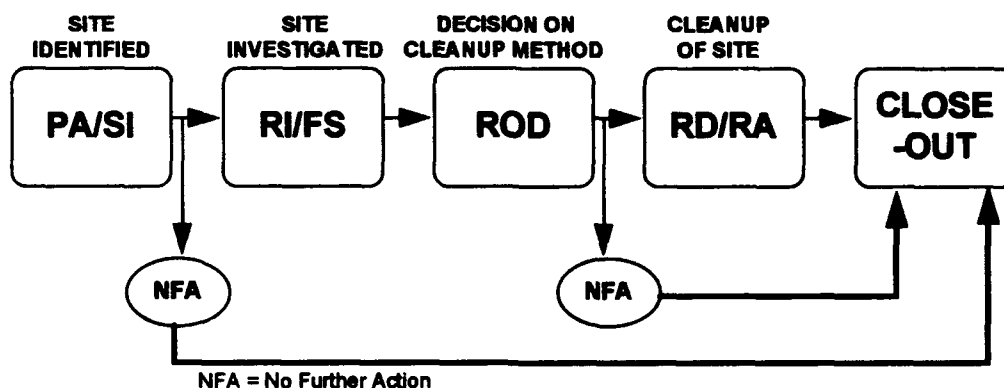 SITE
IDENTIFIED
SITE
INVESTIGATED
DECISION ON
CLEANUP METHOD
CLEANUP
OF SITE
PA/SI
RI/FS
ROD
RD/RA
CLOSE
-OUT
NFA
NFA
NFA = No Further Action